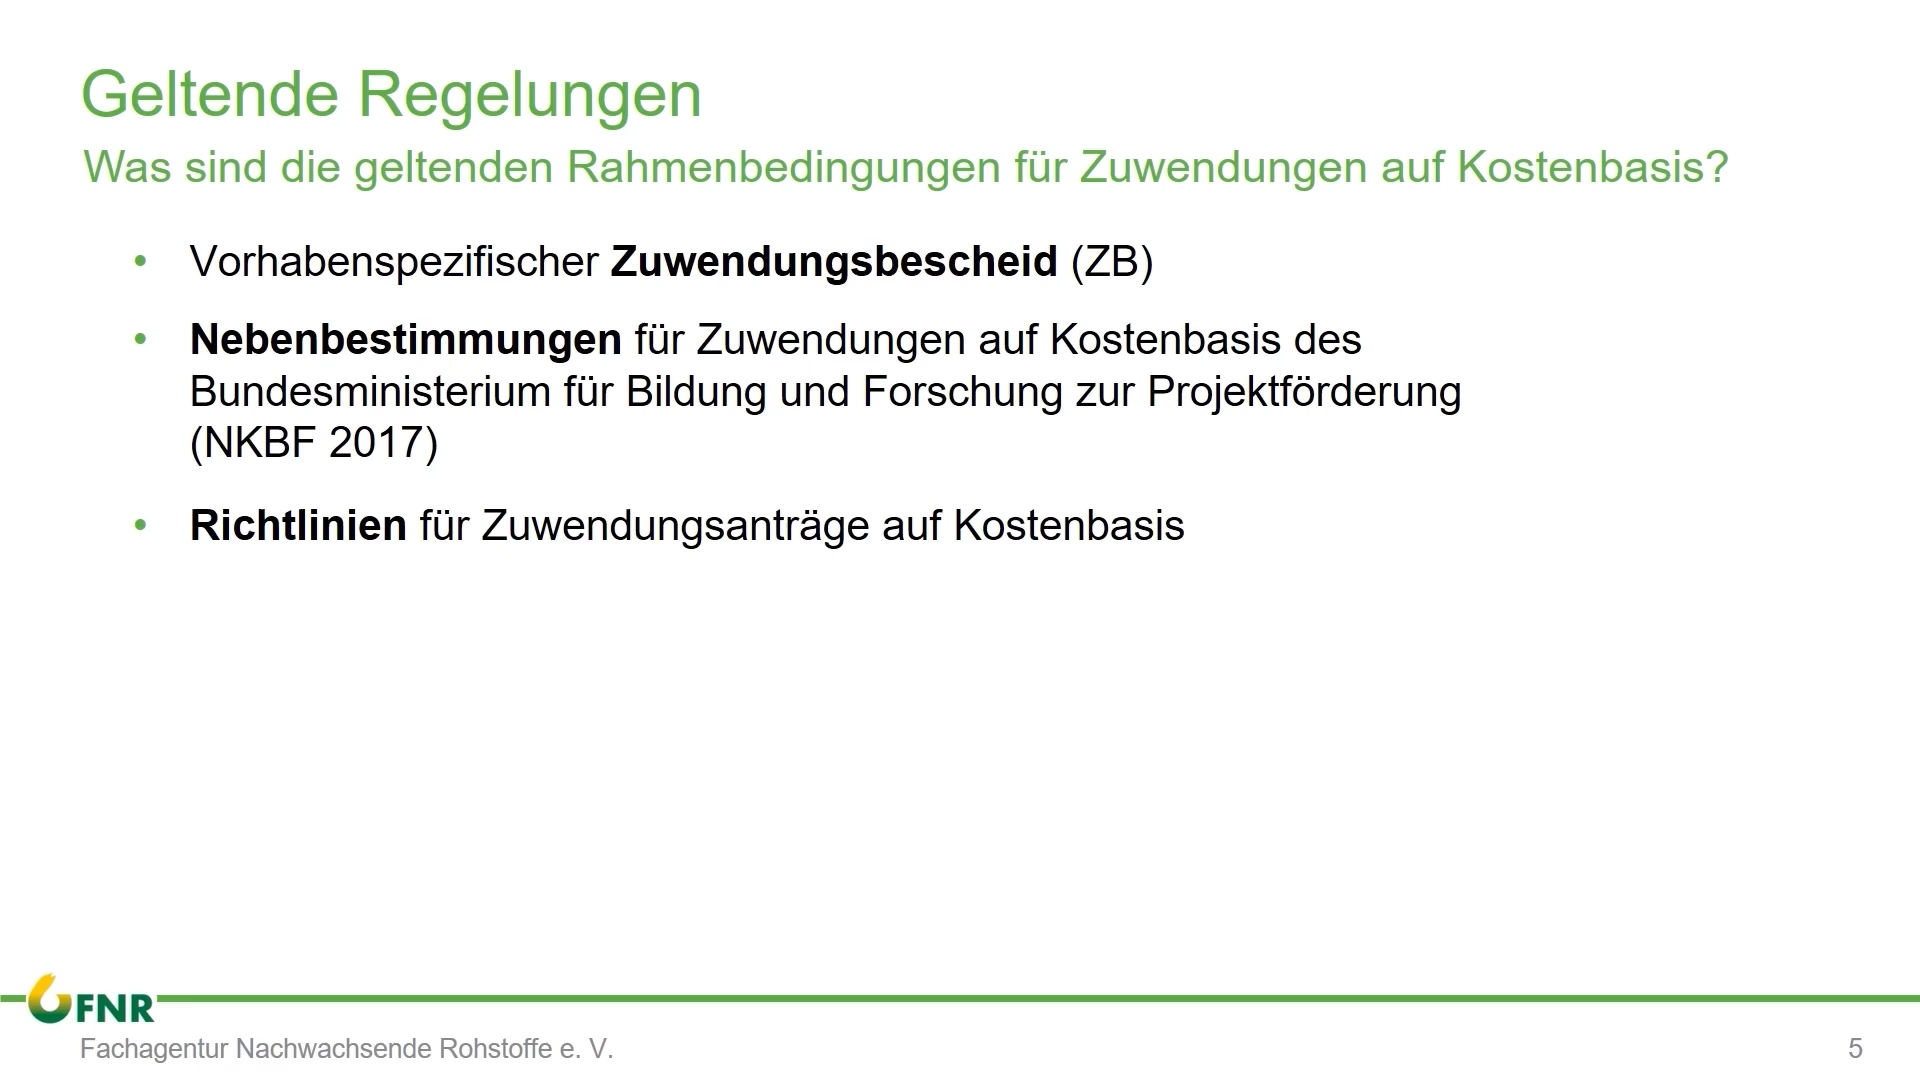 Geltende Regelungen
Was sind die geltenden Rahmenbedingungen für Zuwendungen auf Kostenbasis?
• Vorhabenspezifischer Zuwendungsbescheid (ZB)
• Nebenbestimmungen für Zuwendungen auf Kostenbasis des
Bundesministerium für Bildung und Forschung zur Projektförderung
(NKBF 2017)
• Richtlinien für Zuwendungsanträge auf Kostenbasis
FNR
Fachagentur Nachwachsende Rohstoffe e. V.
5